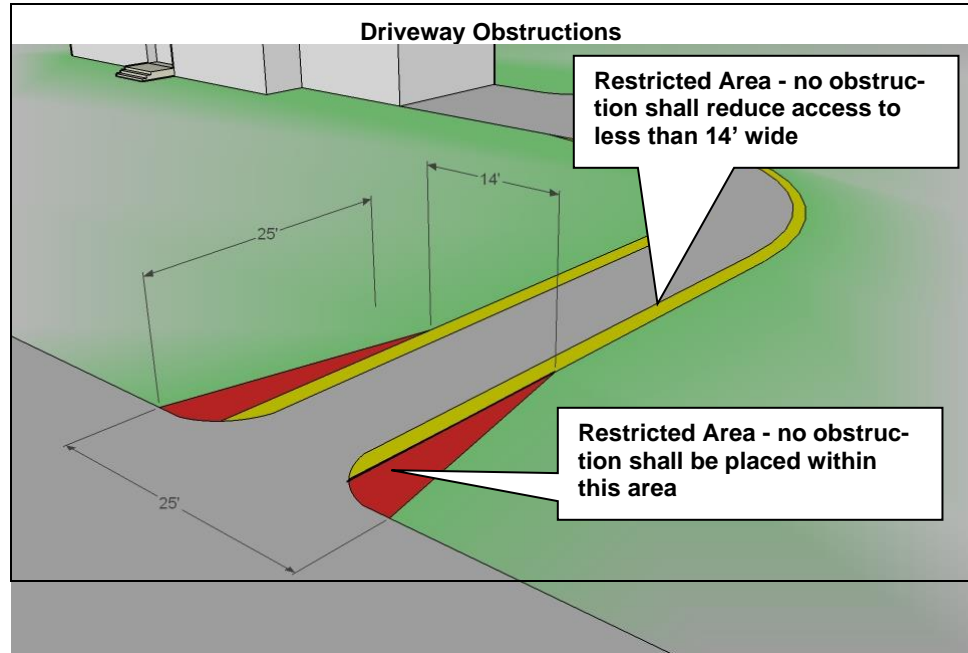 Driveway Obstructions
Restricted Area - no obstruc-
tion shall reduce access to
less than 14’ wide
14'
25'
Restricted Area - no obstruc-
tion shall be placed within
this area
25'